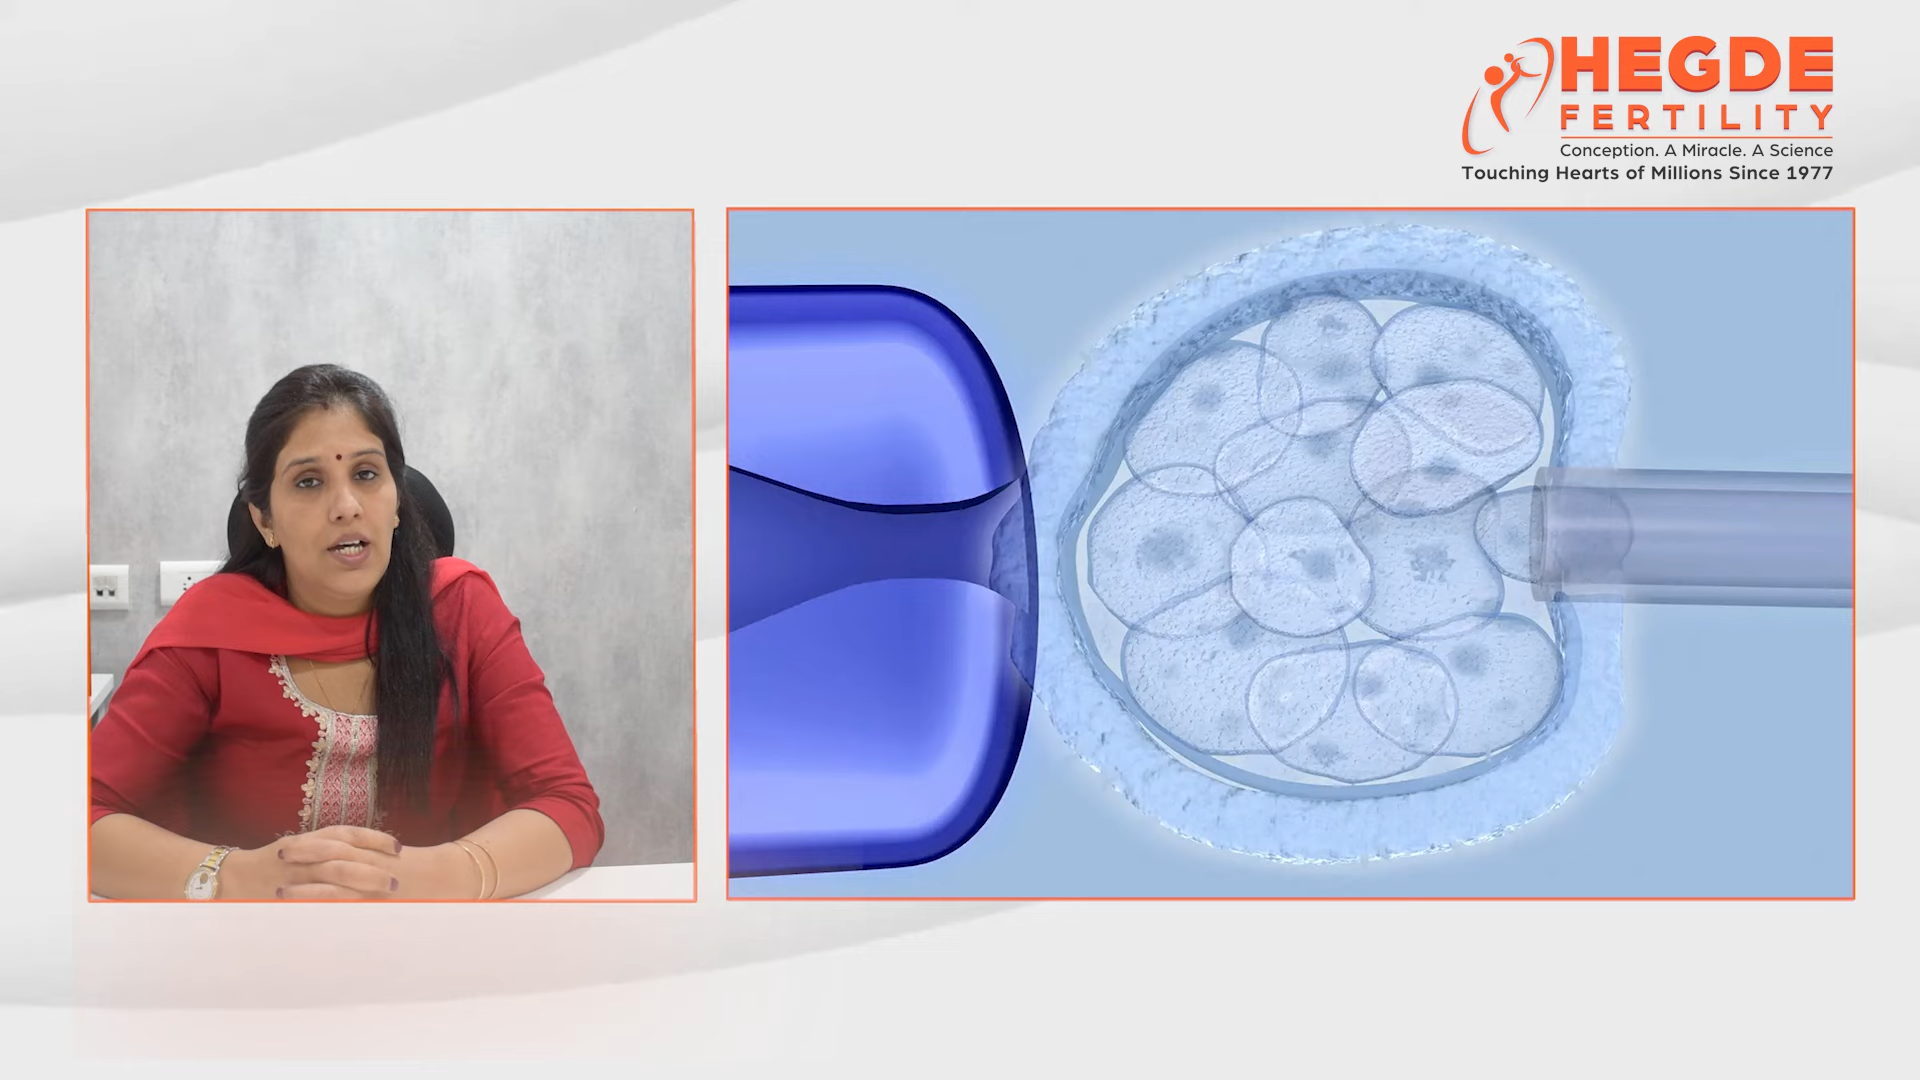 HEGDE
FERTILITY
Conception. A Miracle. A Science
Touching Hearts of Millions Since 1977